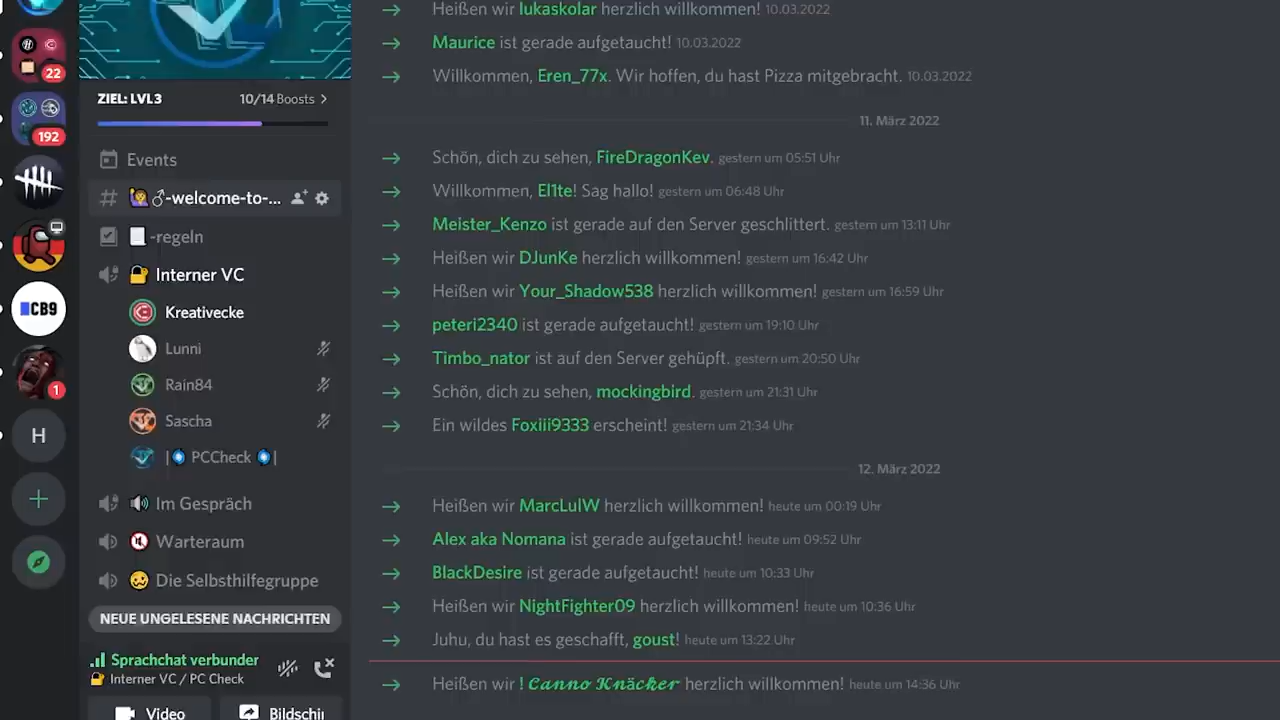 22
192
CB9
1
H
ZIEL: LVL3
10/14 Boosts
Events
-welcome-to-...
-regeln
Interner VC
Kreativecke
Lunni
Rain84
Sascha
| PCCheck |
Im Gespräch
Warteraum
Die Selbsthilfegruppe
NEUE UNGELESENE NACHRICHTEN
Sprachchat verbunder
Interner VC / PC Check
Video
Bildschii
Heißen wir lukaskolar herzlich willkommen! 10.03.2022
Maurice ist gerade aufgetaucht! 10.03.2022
Willkommen, Eren_77x. Wir hoffen, du hast Pizza mitgebracht. 10.03.2022
11. März 2022
Schön, dich zu sehen, FireDragonKev. gestern um 05:51 Uhr
Willkommen, El1te! Sag hallo! gestern um 06:48 Uhr
Meister_Kenzo ist gerade auf den Server geschlittert. gestern um 13:11 Uhr
Heißen wir DJunKe herzlich willkommen! gestern um 16:42 Uhr
Heißen wir Your_Shadow538 herzlich willkommen! gestern um 16:59 Uhr
peteri2340 ist gerade aufgetaucht! gestern um 19:10 Uhr
Timbo_nator ist auf den Server gehüpft. gestern um 20:50 Uhr
Schön, dich zu sehen, mockingbird. gestern um 21:31 Uhr
Ein wildes Foxiii9333 erscheint! gestern um 21:34 Uhr
12. März 2022
Heißen wir MarcLulW herzlich willkommen! heute um 00:19 Uhr
Alex aka Nomana ist gerade aufgetaucht! heute um 09:52 Uhr
BlackDesire ist gerade aufgetaucht! heute um 10:33 Uhr
Heißen wir NightFighter09 herzlich willkommen! heute um 10:36 Uhr
Juhu, du hast es geschafft, goust! heute um 13:22 Uhr
Heißen wir ! 𝓒𝓪𝓷𝓷𝓸 𝓚𝓷ä𝓬𝓴𝓮𝓻 herzlich willkommen! heute um 14:36 Uhr